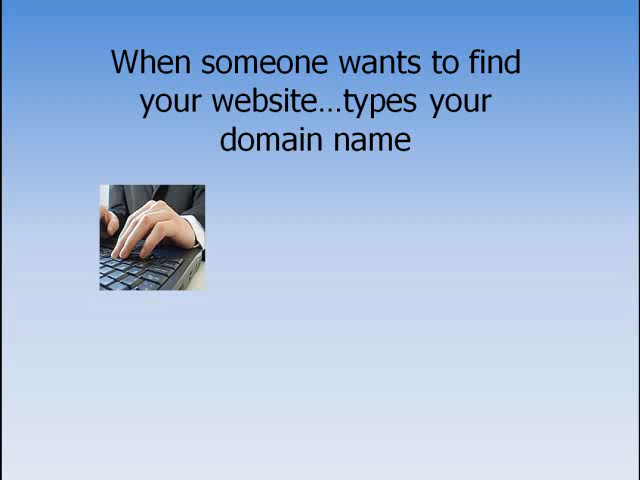 When someone wants to find
your website…types your
domain name